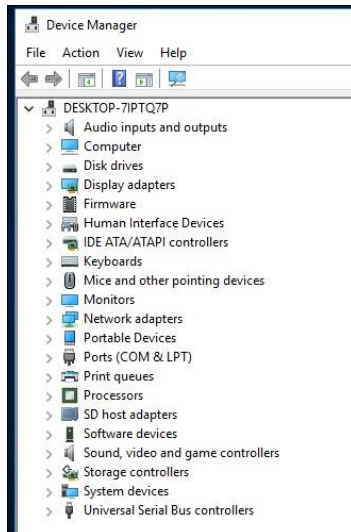 Device Manager
File Action View Help
DESKTOP-7IPTQ7P
Audio inputs and outputs
Computer
Disk drives
Display adapters
Firmware
Human Interface Devices
IDE ATA/ATAPI controllers
Keyboards
Mice and other pointing devices
Monitors
Network adapters
Portable Devices
Ports (COM & LPT)
Print queues
Processors
SD host adapters
Software devices
Sound, video and game controllers
Storage controllers
System devices
Universal Serial Bus controllers